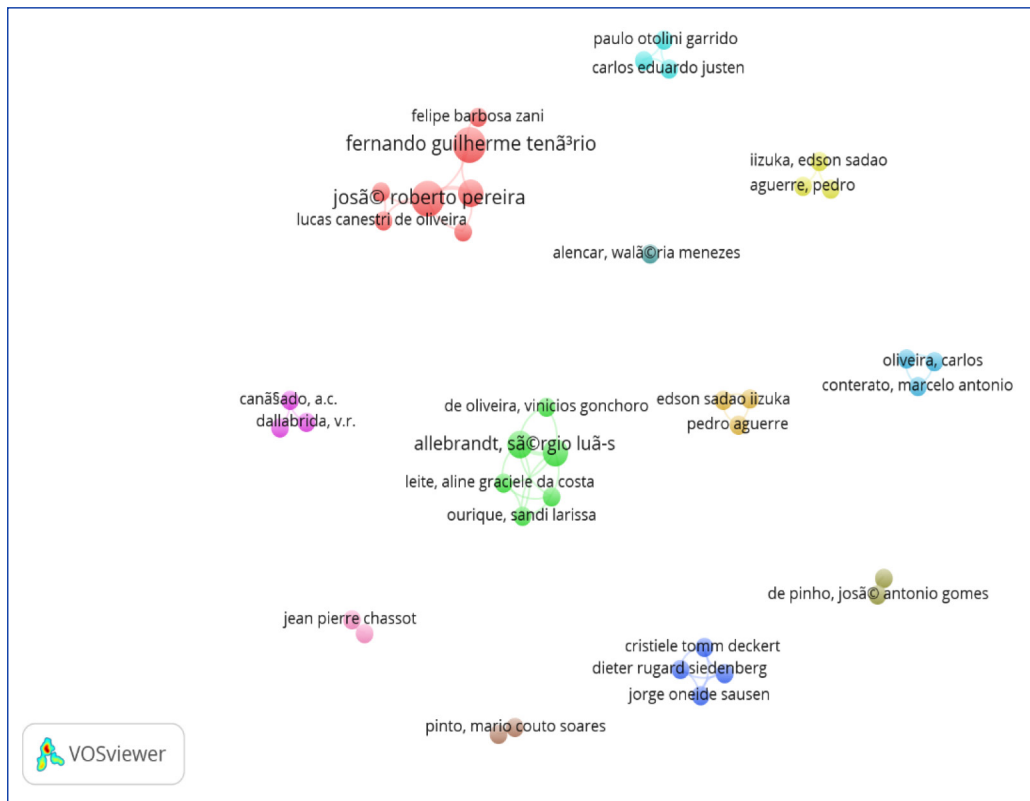 paulo otolini garrido
carlos eduardo justen
felipe barbosa zani
fernando guilherme tenã³rio
iizuka, edson sadao
aguerre, pedro
josã© roberto pereira
lucas canestri de oliveira
alencar, walã©ria menezes
oliveira, carlos
conterato, marcelo antonio
canã§ado, a.c.
dallabrida, v.r.
de oliveira, vinicios gonchoro
edson sadao iizuka
pedro aguerre
allebrandt, sã©rgio luã-s
leite, aline graciele da costa
ourique, sandi larissa
de pinho, josã© antonio gomes
jean pierre chassot
cristiele tomm deckert
dieter rugard siedenberg
jorge oneide sausen
pinto, mario couto soares
VOSviewer